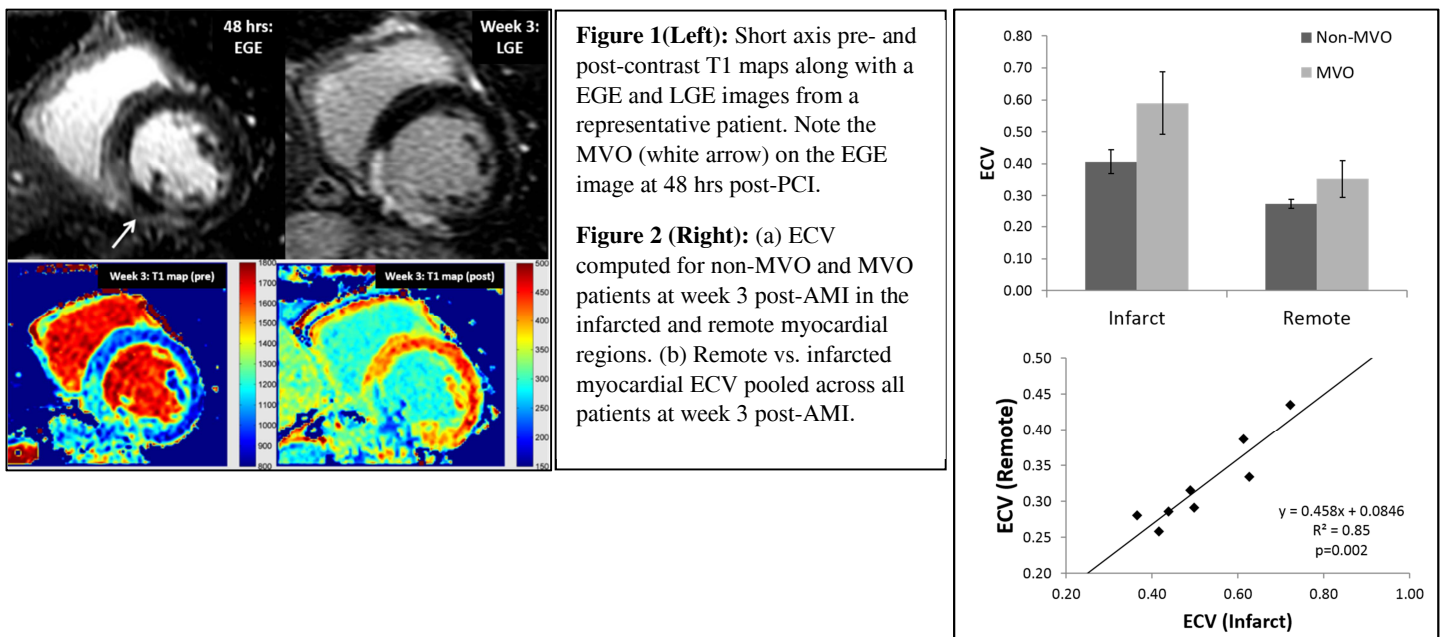 48 hrs:
EGE
Week 3:
LGE
Week 3: T1 map (pre)
1800
1700
1600
1500
1400
1300
1200
1100
1000
900
800
Week 3: T1 map (post)
500
450
400
350
300
250
200
150
Figure 1(Left): Short axis pre- and
post-contrast T1 maps along with a
EGE and LGE images from a
representative patient. Note the
MVO (white arrow) on the EGE
image at 48 hrs post-PCI.
Figure 2 (Right): (a) ECV
computed for non-MVO and MVO
patients at week 3 post-AMI in the
infarcted and remote myocardial
regions. (b) Remote vs. infarcted
myocardial ECV pooled across all
patients at week 3 post-AMI.
0.80
0.70
0.60
0.50
0.40
0.30
0.20
0.10
0.00
ECV
Non-MVO
MVO
Infarct
Remote
0.50
0.45
0.40
0.35
0.30
0.25
0.20
ECV (Remote)
y = 0.458x + 0.0846
R² = 0.85
p=0.002
0.20
0.40
0.60
0.80
1.00
ECV (Infarct)